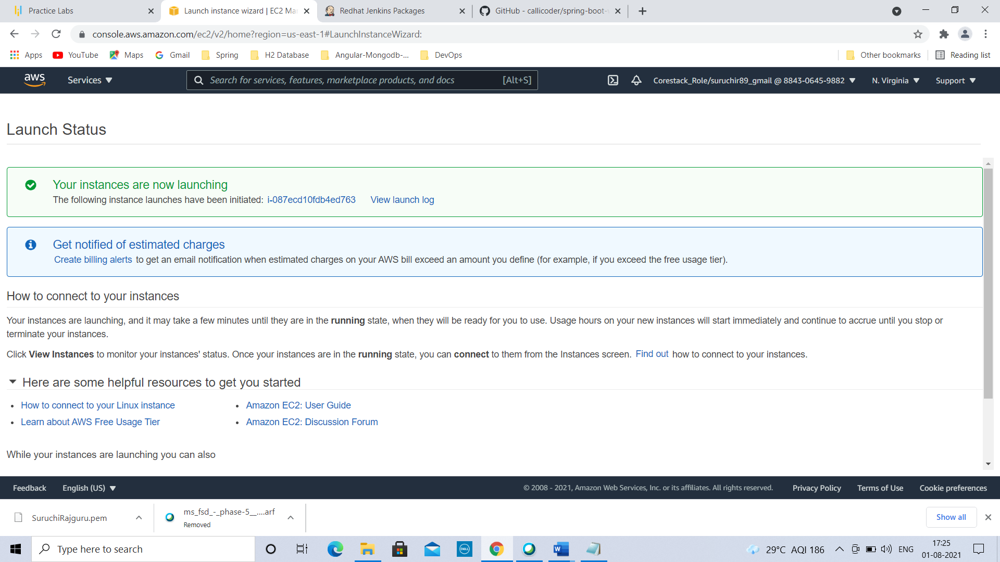 Practice Labs
Launch instance wizard | EC2 Ma
Redhat Jenkins Packages
GitHub - callicoder/spring-boot-
console.aws.amazon.com/ec2/v2/home?region=us-east-1#LaunchInstanceWizard:
Apps YouTube Maps Gmail Spring H2 Database Angular-Mongodb-... DevOps Other bookmarks Reading list
aws Services Search for services, features, marketplace products, and docs [Alt+S] Corestack_Role/suruchir89_gmail @ 8843-0645-9882 N. Virginia Support
Launch Status
Your instances are now launching
The following instance launches have been initiated: i-087ecd10fdb4ed763 View launch log
Get notified of estimated charges
Create billing alerts to get an email notification when estimated charges on your AWS bill exceed an amount you define (for example, if you exceed the free usage tier).
How to connect to your instances
Your instances are launching, and it may take a few minutes until they are in the running state, when they will be ready for you to use. Usage hours on your new instances will start immediately and continue to accrue until you stop or
terminate your instances.
Click View Instances to monitor your instances' status. Once your instances are in the running state, you can connect to them from the Instances screen. Find out how to connect to your instances.
Here are some helpful resources to get you started
• How to connect to your Linux instance • Amazon EC2: User Guide
• Learn about AWS Free Usage Tier • Amazon EC2: Discussion Forum
While your instances are launching you can also
Feedback English (US) © 2008 - 2021, Amazon Web Services, Inc. or its affiliates. All rights reserved. Privacy Policy Terms of Use Cookie preferences
SuruchiRajguru.pem
ms_fsd_-_phase-5__....arf
Removed
Show all
Type here to search
DELL
W
29°C AQI 186
ENG
17:25
01-08-2021